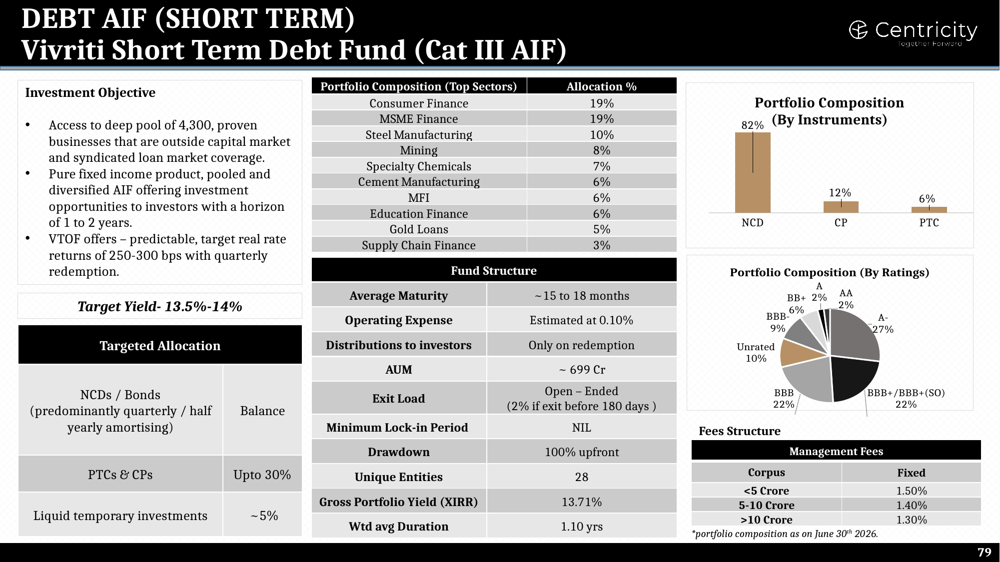 DEBT AIF (SHORT TERM)
Vivriti Short Term Debt Fund (Cat III AIF)
Centricity
Together Forward
Investment Objective
• Access to deep pool of 4,300, proven
businesses that are outside capital market
and syndicated loan market coverage.
• Pure fixed income product, pooled and
diversified AIF offering investment
opportunities to investors with a horizon
of 1 to 2 years.
• VTOF offers – predictable, target real rate
returns of 250-300 bps with quarterly
redemption.
Target Yield- 13.5%-14%
Targeted Allocation
NCDs / Bonds
(predominantly quarterly / half
yearly amortising)
Balance
PTCs & CPs Upto 30%
Liquid temporary investments ~5%
Portfolio Composition (Top Sectors) Allocation %
Consumer Finance 19%
MSME Finance 19%
Steel Manufacturing 10%
Mining 8%
Specialty Chemicals 7%
Cement Manufacturing 6%
MFI 6%
Education Finance 6%
Gold Loans 5%
Supply Chain Finance 3%
Fund Structure
Average Maturity ~15 to 18 months
Operating Expense Estimated at 0.10%
Distributions to investors Only on redemption
AUM ~ 699 Cr
Exit Load Open – Ended
(2% if exit before 180 days )
Minimum Lock-in Period NIL
Drawdown 100% upfront
Unique Entities 28
Gross Portfolio Yield (XIRR) 13.71%
Wtd avg Duration 1.10 yrs
Portfolio Composition
(By Instruments)
82%
12%
6%
NCD CP PTC
Portfolio Composition (By Ratings)
A
2%
AA
2%
BB+
6%
A-
27%
BBB-
9%
Unrated
10%
BBB
22%
BBB+/BBB+(SO)
22%
Fees Structure
Management Fees
Corpus Fixed
<5 Crore 1.50%
5-10 Crore 1.40%
>10 Crore 1.30%
*portfolio composition as on June 30th 2026.
79